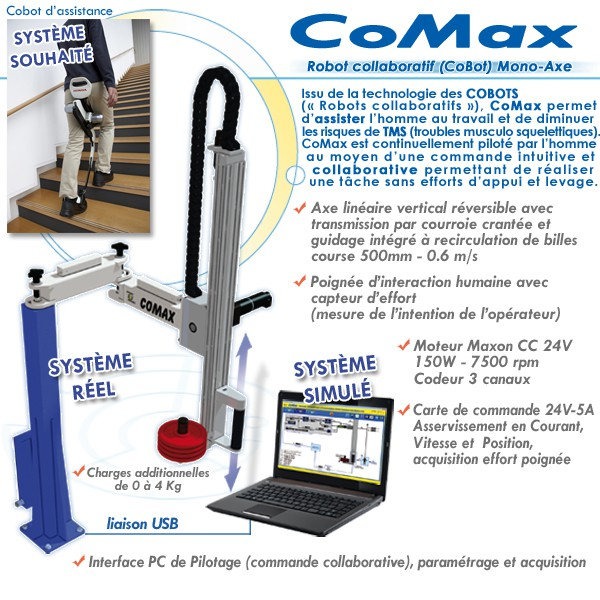 Cobot d'assistance
SYSTÈME
SOUHAITÉ
CoMax
Robot collaboratif (CoBot) Mono-Axe
Issu de la technologie des COBOTS
(« Robots collaboratifs »), CoMax permet
d'assister l'homme au travail et de diminuer
les risques de TMS (troubles musculo squelettiques).
CoMax est continuellement piloté par l'homme
au moyen d'une commande intuitive et
collaborative permettant de réaliser
une tâche sans efforts d'appui et levage.
Axe linéaire vertical réversible avec
transmission par courroie crantée et
guidage intégré à recirculation de billes
course 500mm - 0.6 m/s
Poignée d'interaction humaine avec
capteur d'effort
(mesure de l'intention de l'opérateur)
COMAX
Moteur Maxon CC 24V
150W - 7500 rpm
Codeur 3 canaux
SYSTÈME
RÉEL
SYSTÈME
SIMULÉ
Carte de commande 24V-5A
Asservissement en Courant,
Vitesse et Position,
acquisition effort poignée
Charges additionnelles
de 0 à 4 Kg
liaison USB
Interface PC de Pilotage (commande collaborative), paramétrage et acquisition